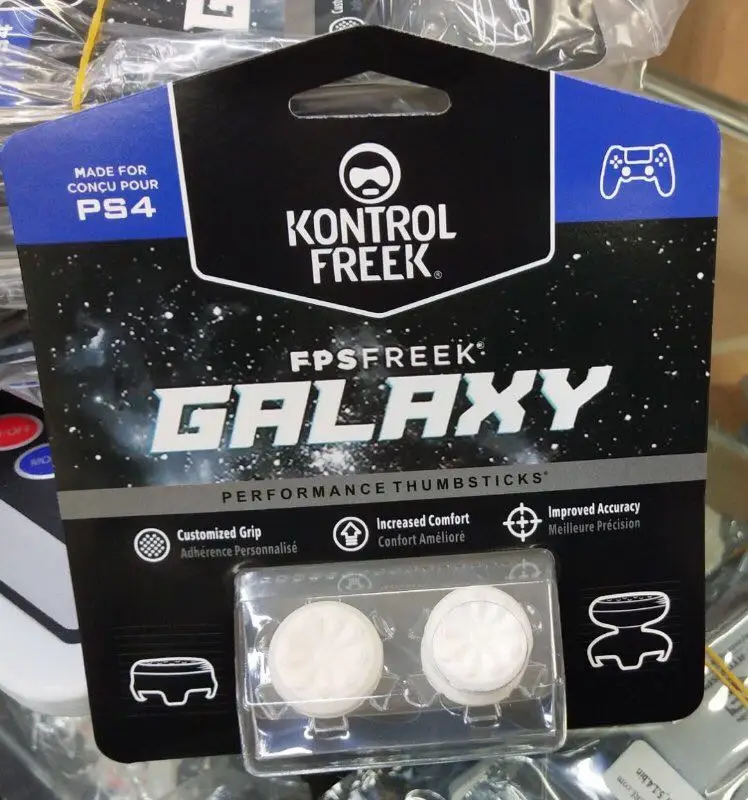 MADE FOR
CONÇU POUR
PS4
KONTROL
FREEK®
FPSFREEK®
GALAXY
PERFORMANCE THUMBSTICKS®
Customized Grip
Adhérence Personnalisé
Increased Comfort
Confort Amélioré
Improved Accuracy
Meilleure Précision